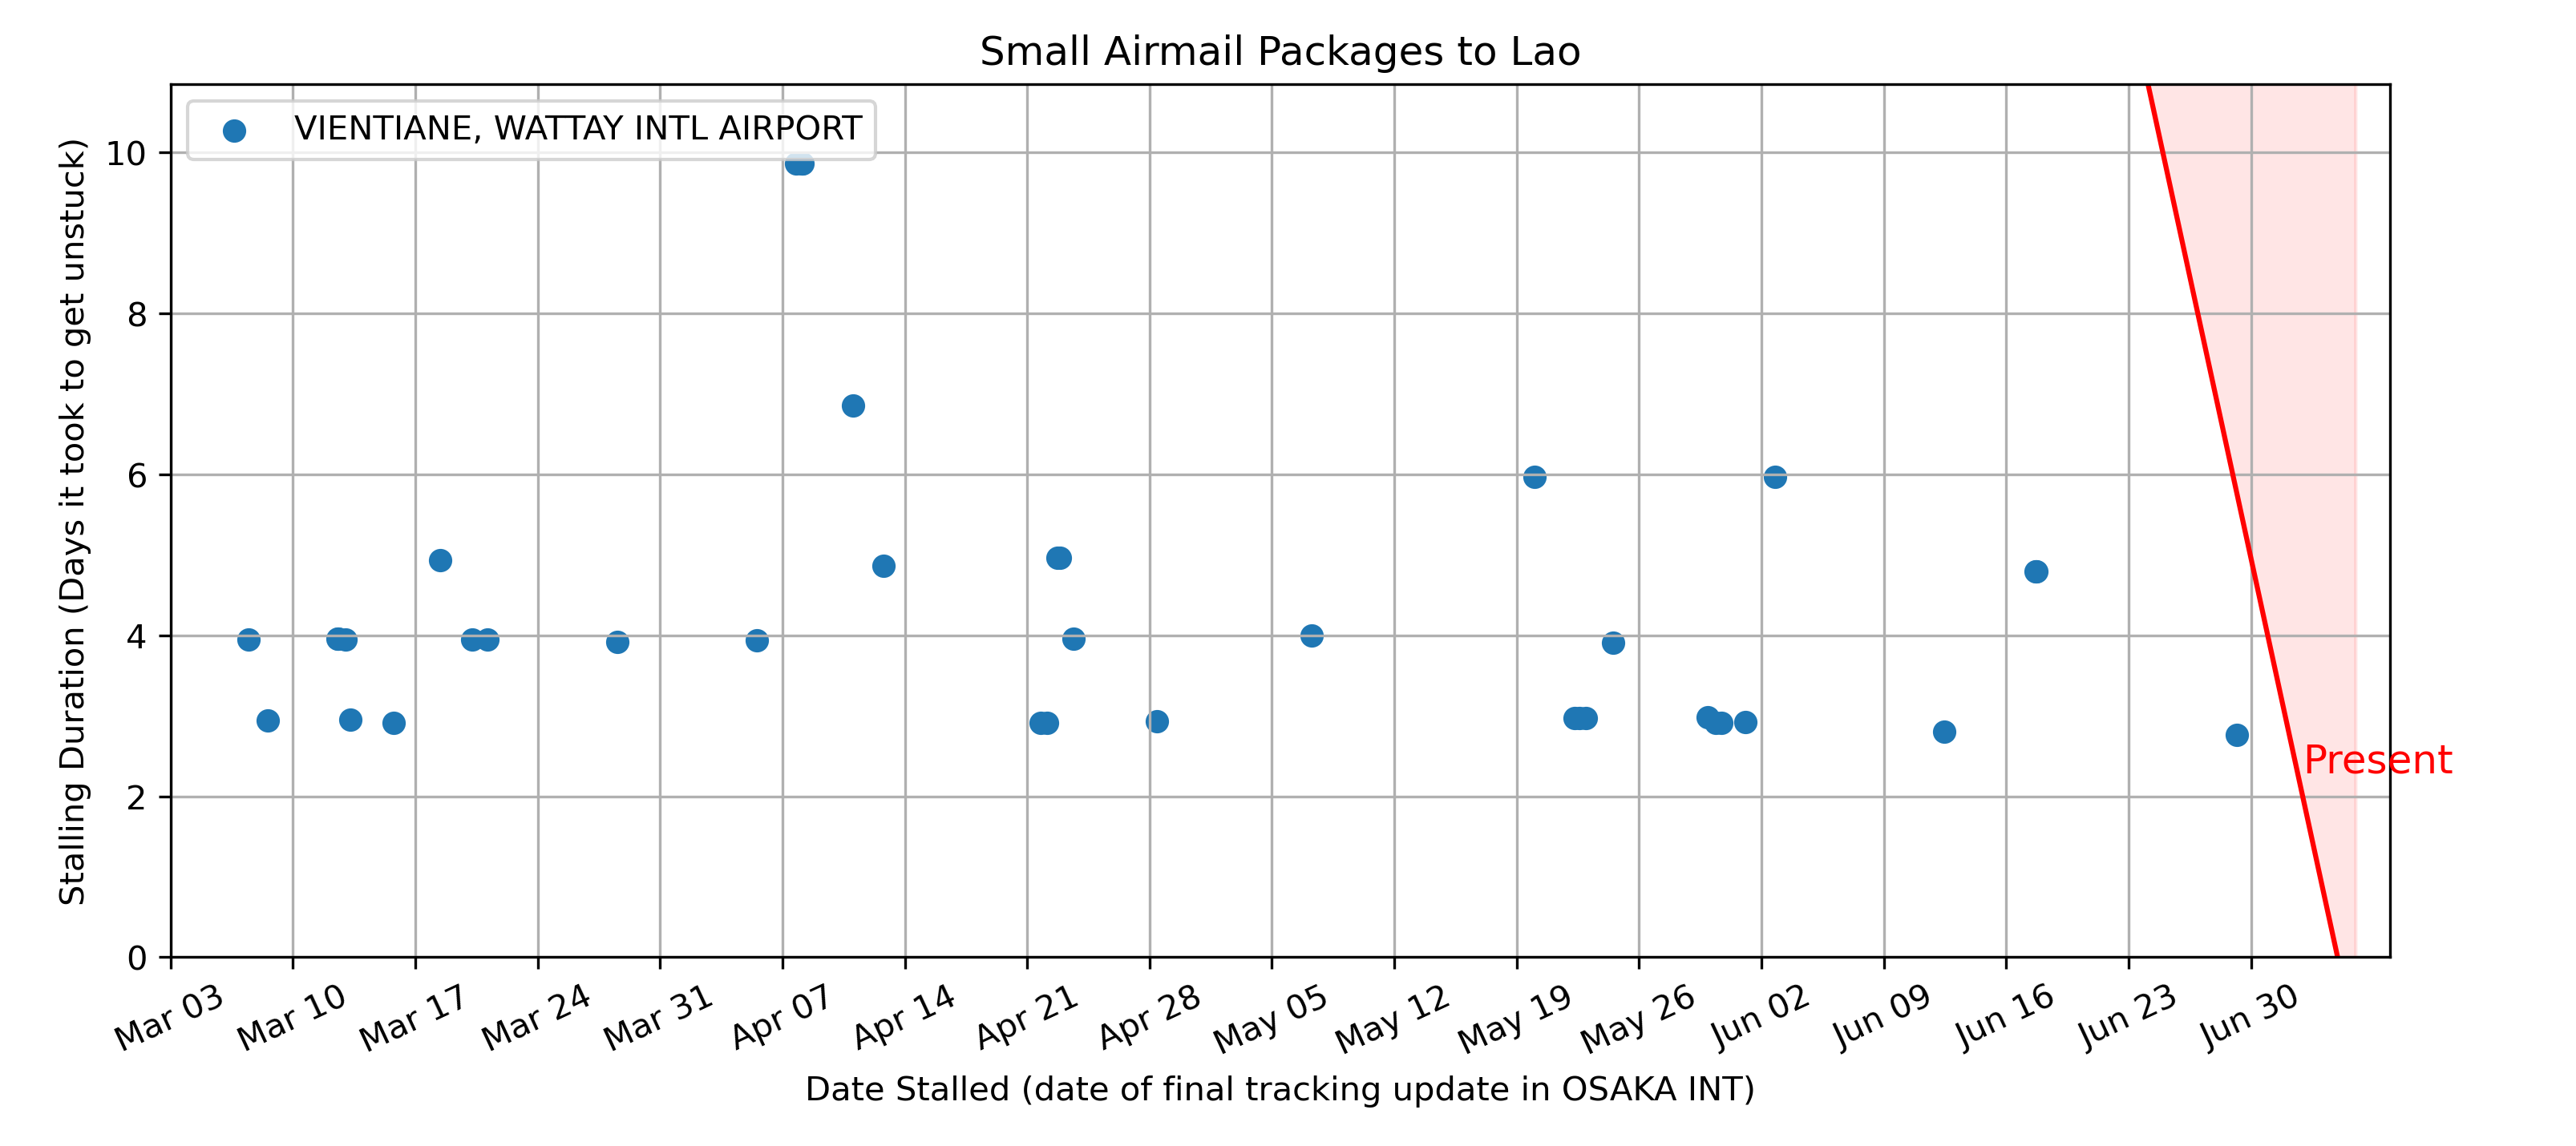 Small Airmail Packages to Lao
VIENTIANE, WATTAY INTL AIRPORT
Stalling Duration (Days it took to get unstuck)
10
8
6
4
2
0
Present
Mar 03
Mar 10
Mar 17
Mar 24
Mar 31
Apr 07
Apr 14
Apr 21
Apr 28
May 05
May 12
May 19
May 26
Jun 02
Jun 09
Jun 16
Jun 23
Jun 30
Date Stalled (date of final tracking update in OSAKA INT)